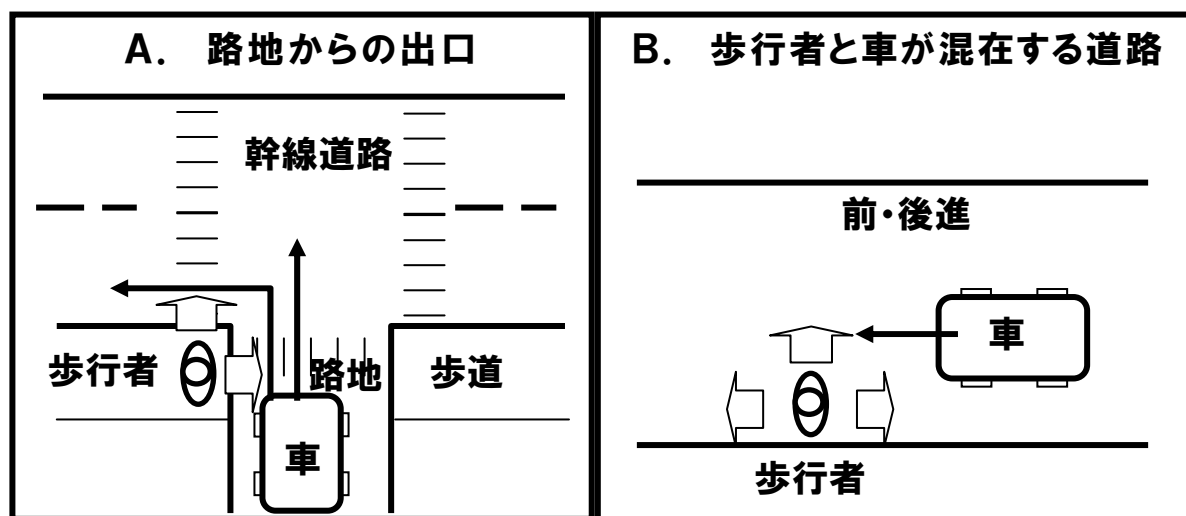 A. 路地からの出口
幹線道路
歩行者
路地
歩道
車
B. 歩行者と車が混在する道路
前・後進
車
歩行者